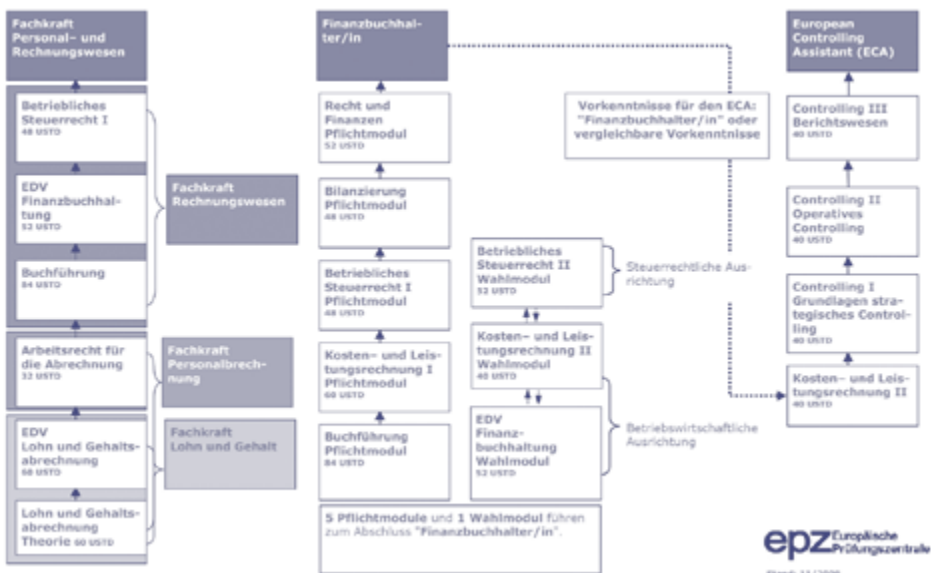 Fachkraft
Personal- und
Rechnungswesen
Betriebliches
Steuerrecht I
48 USTD
EDV
Finanzbuchhal-
tung
52 USTD
Buchführung
84 USTD
Arbeitsrecht für
die Abrechnung
32 USTD
EDV
Lohn und Gehalts-
abrechnung
60 USTD
Lohn und Gehalts-
abrechnung
Theorie 60 USTD
Fachkraft
Rechnungswesen
Fachkraft
Personalbrech-
nung
Fachkraft
Lohn und Gehalt
Finanzbuchhal-
ter/in
Recht und
Finanzen
Pflichtmodul
52 USTD
Bilanzierung
Pflichtmodul
48 USTD
Betriebliches
Steuerrecht I
Pflichtmodul
48 USTD
Kosten- und Leis-
tungsrechnung I
Pflichtmodul
60 USTD
Buchführung
Pflichtmodul
84 USTD
Betriebliches
Steuerrecht II
Wahlmodul
52 USTD
Kosten- und Leis-
tungsrechnung II
Wahlmodul
40 USTD
EDV
Finanz-
buchhaltung
Wahlmodul
52 USTD
Steuerrechtliche Aus-
richtung
Betriebswirtschaftliche
Ausrichtung
5 Pflichtmodule und 1 Wahlmodul führen
zum Abschluss "Finanzbuchhalter/in".
Vorkenntnisse für den ECA:
"Finanzbuchhalter/in" oder
vergleichbare Vorkenntnisse
European
Controlling
Assistant (ECA)
Controlling III
Berichtswesen
40 USTD
Controlling II
Operatives
Controlling
40 USTD
Controlling I
Grundlagen stra-
tegisches Control-
ling
40 USTD
Kosten- und Leis-
tungsrechnung II
40 USTD
epz Europäische
Prüfungszentrale